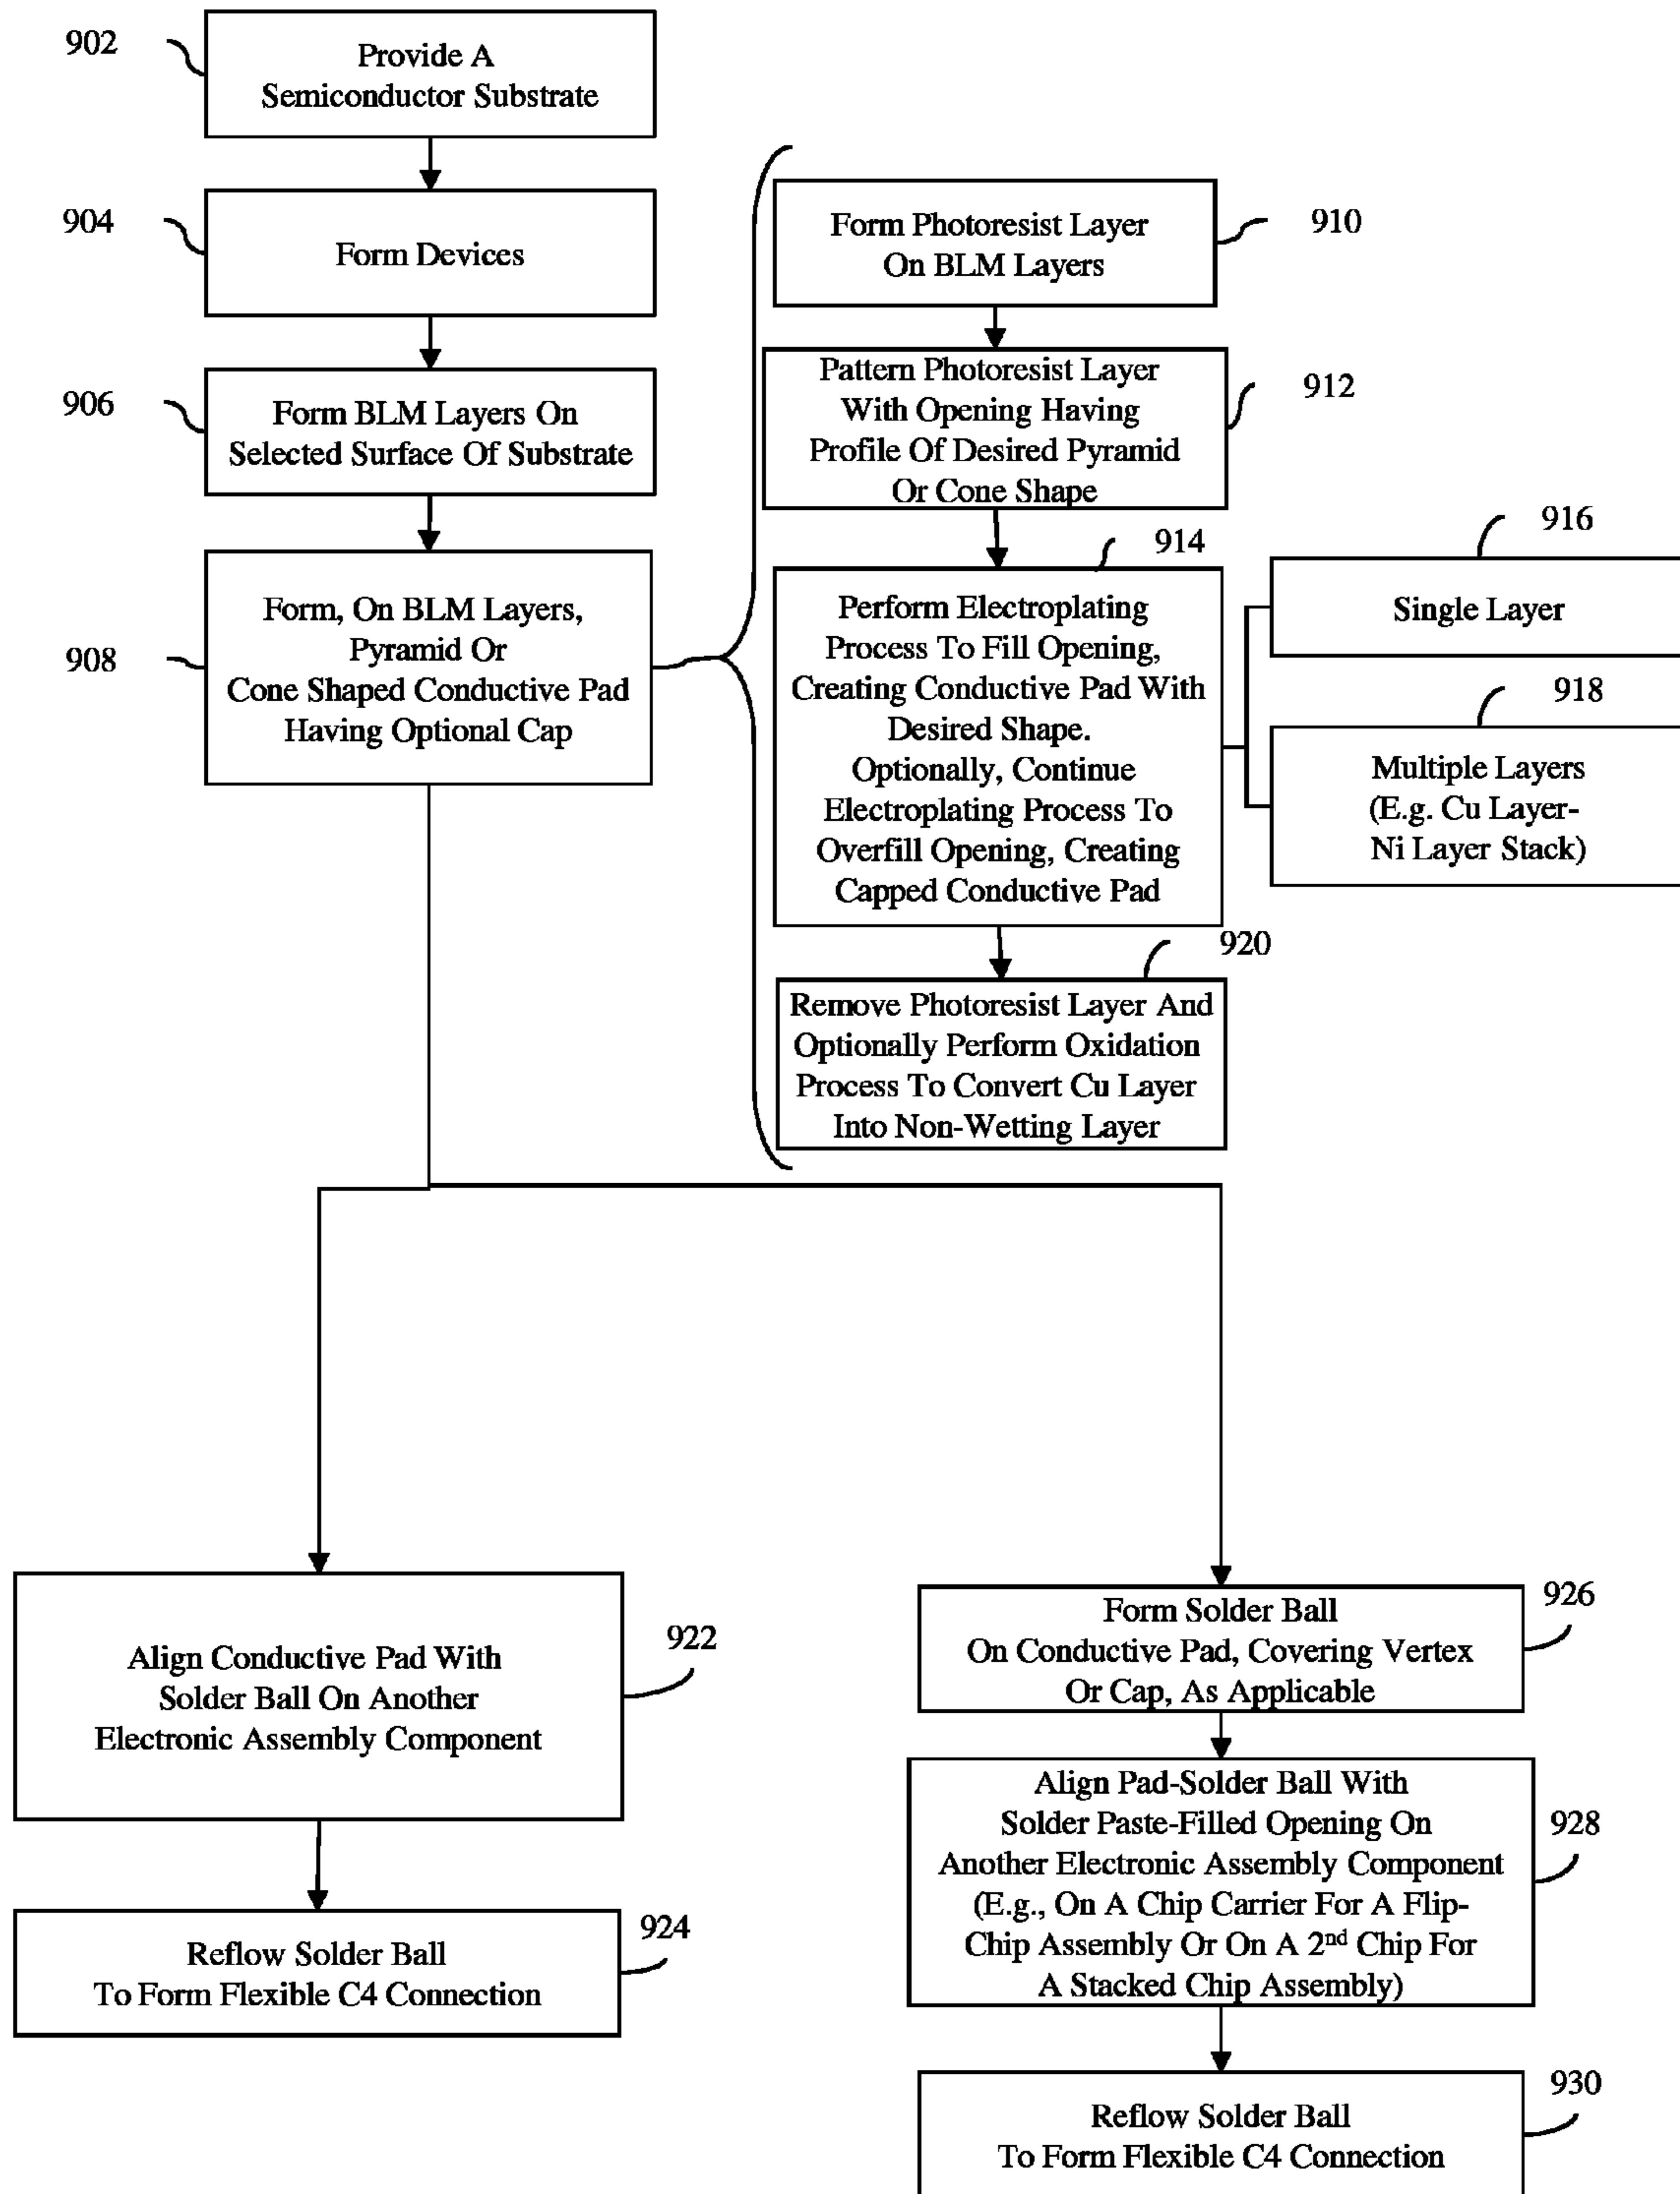 902
Provide A
Semiconductor Substrate
904
Form Devices
906
Form BLM Layers On
Selected Surface Of Substrate
908
Form, On BLM Layers,
Pyramid Or
Cone Shaped Conductive Pad
Having Optional Cap
910
Form Photoresist Layer
On BLM Layers
912
Pattern Photoresist Layer
With Opening Having
Profile Of Desired Pyramid
Or Cone Shape
914
Perform Electroplating
Process To Fill Opening,
Creating Conductive Pad With
Desired Shape.
Optionally, Continue
Electroplating Process To
Overfill Opening, Creating
Capped Conductive Pad
916
Single Layer
918
Multiple Layers
(E.g. Cu Layer-
Ni Layer Stack)
920
Remove Photoresist Layer And
Optionally Perform Oxidation
Process To Convert Cu Layer
Into Non-Wetting Layer
922
Align Conductive Pad With
Solder Ball On Another
Electronic Assembly Component
924
Reflow Solder Ball
To Form Flexible C4 Connection
926
Form Solder Ball
On Conductive Pad, Covering Vertex
Or Cap, As Applicable
928
Align Pad-Solder Ball With
Solder Paste-Filled Opening On
Another Electronic Assembly Component
(E.g., On A Chip Carrier For A Flip-
Chip Assembly Or On A 2nd Chip For
A Stacked Chip Assembly)
930
Reflow Solder Ball
To Form Flexible C4 Connection